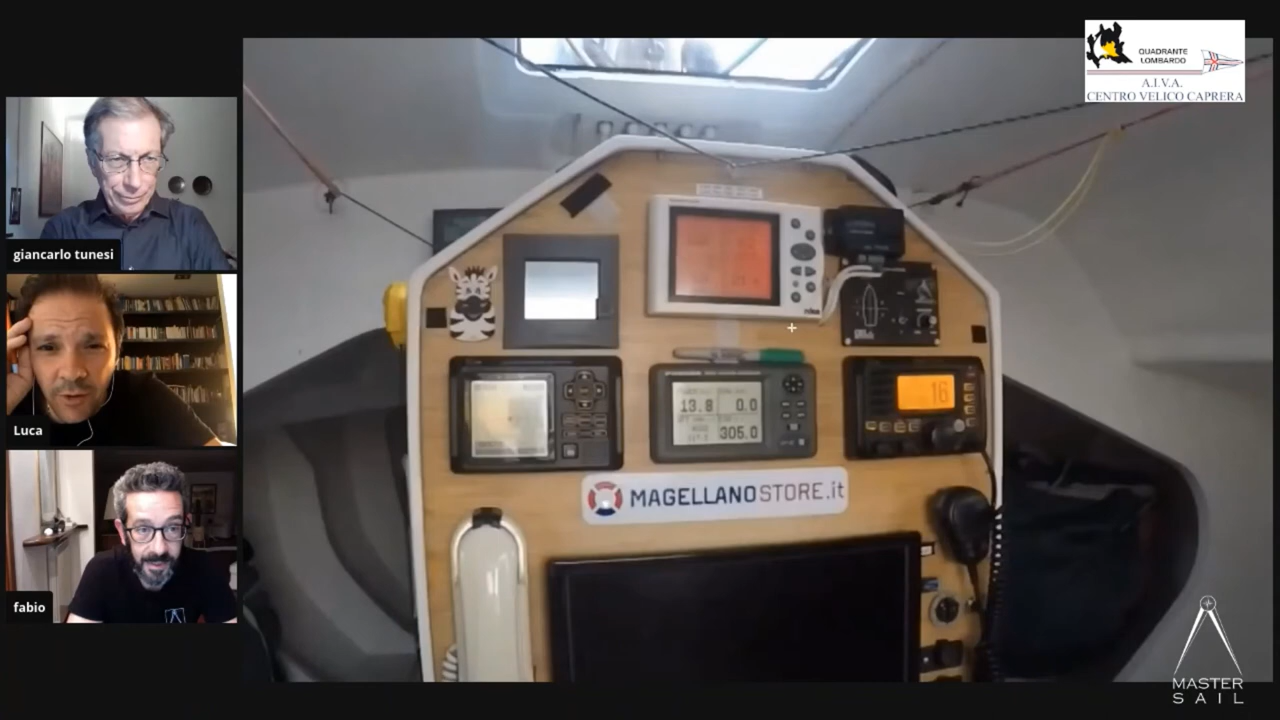 QUADRANTE
LOMBARDO
A.I.V.A.
CENTRO VELICO CAPRERA
giancarlo tunesi
Luca
fabio
16
13.8 0.0
305.0
MAGELLANOSTORE.it
MASTER
SAIL